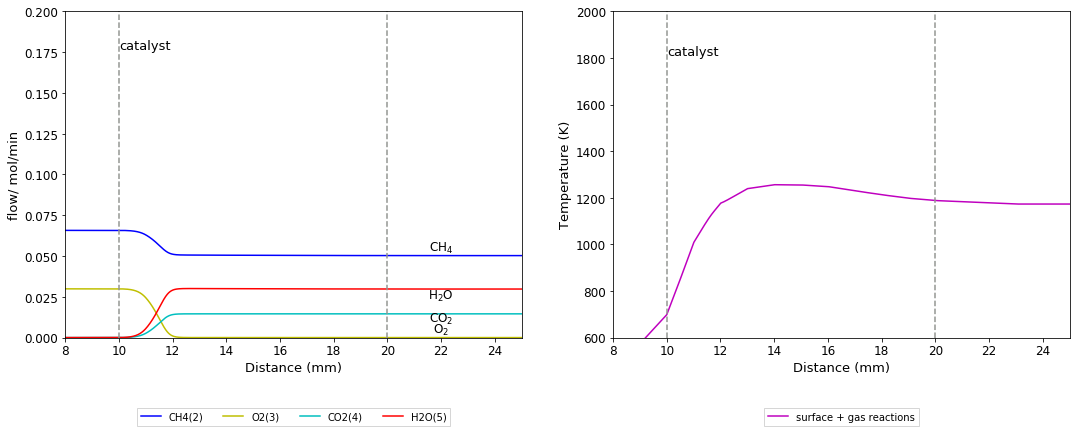 0.200
0.175
0.150
0.125
0.100
0.075
0.050
0.025
0.000
flow/ mol/min
catalyst
CH₄
H₂O
CO₂
O₂
8 10 12 14 16 18 20 22 24
Distance (mm)
CH4(2) O2(3) CO2(4) H2O(5)
2000
1800
1600
1400
1200
1000
800
600
Temperature (K)
catalyst
8 10 12 14 16 18 20 22 24
Distance (mm)
surface + gas reactions